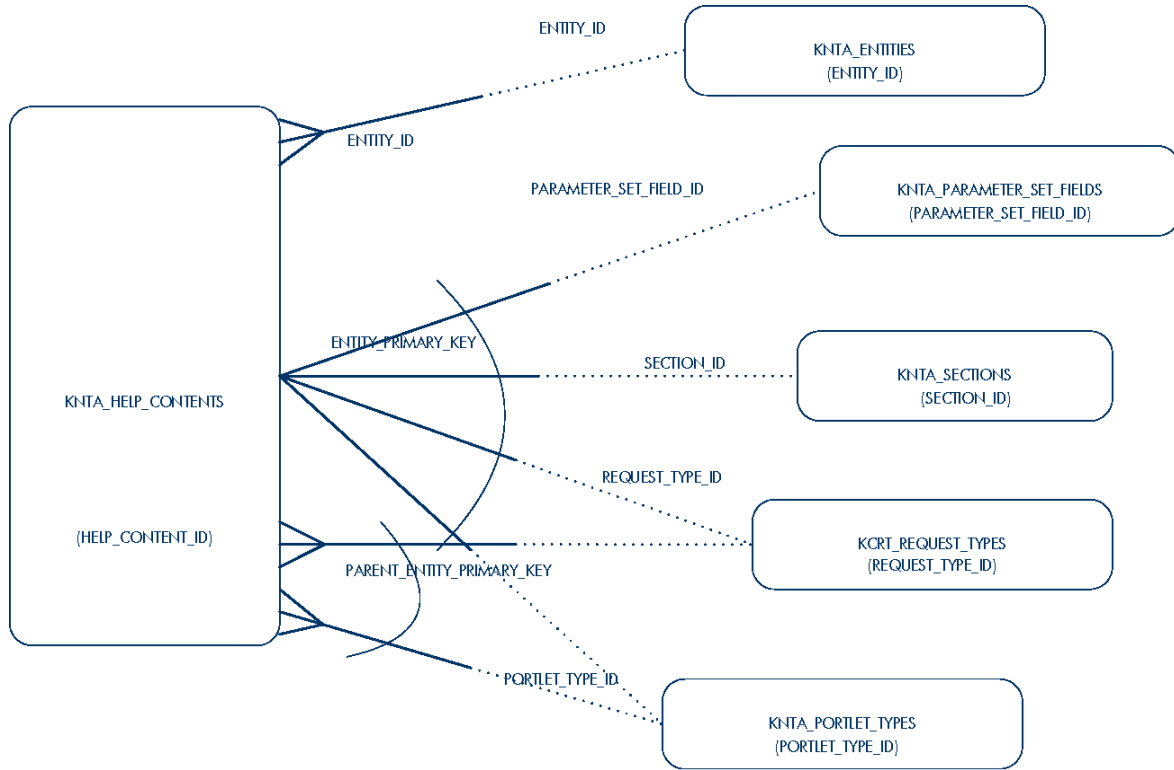 ENTITY_ID
KNTA_ENTITIES
(ENTITY_ID)
ENTITY_ID
PARAMETER_SET_FIELD_ID
KNTA_PARAMETER_SET_FIELDS
(PARAMETER_SET_FIELD_ID)
ENTITY_PRIMARY_KEY
SECTION_ID
KNTA_SECTIONS
(SECTION_ID)
KNTA_HELP_CONTENTS
REQUEST_TYPE_ID
(HELP_CONTENT_ID)
KCRT_REQUEST_TYPES
(REQUEST_TYPE_ID)
PARENT_ENTITY_PRIMARY_KEY
PORTLET_TYPE_ID
KNTA_PORTLET_TYPES
(PORTLET_TYPE_ID)